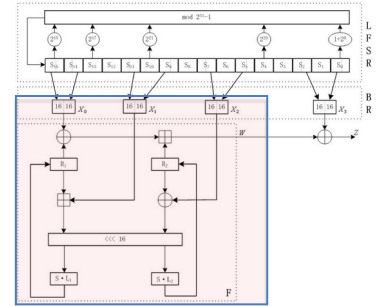 mod 2³¹-1
L F S R
2¹⁵ 2¹⁷ 2²¹ 2²⁰ 1+2⁸
S₁₅ S₁₄ S₁₃ S₁₂ S₁₁ S₁₀ S₉ S₈ S₇ S₆ S₅ S₄ S₃ S₂ S₁ S₀
16 16 X₀ 16 16 X₁ 16 16 X₂ 16 16 X₃
B R
W Z
R₁ R₂
<<< 16
S·L₁ S·L₂
F